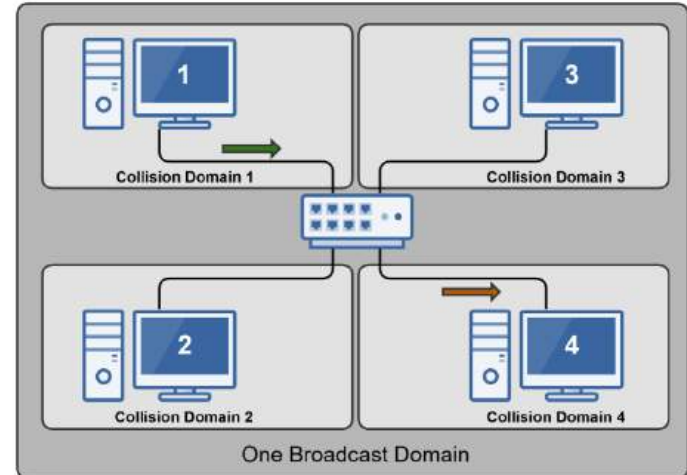 1
3
Collision Domain 1
Collision Domain 3
2
4
Collision Domain 2
Collision Domain 4
One Broadcast Domain